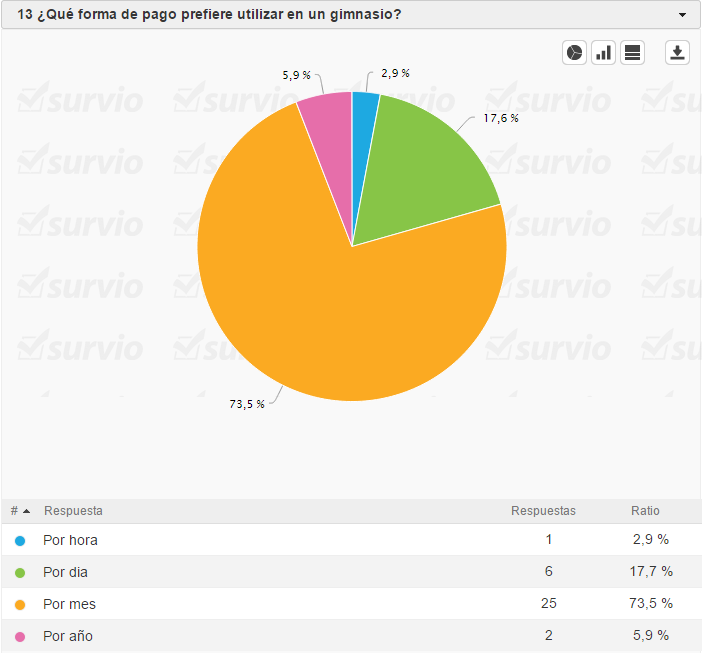 13 ¿Qué forma de pago prefiere utilizar en un gimnasio?
5,9 %
2,9 %
17,6 %
73,5 %
survio
# Respuesta Respuestas Ratio
Por hora 1 2,9 %
Por dia 6 17,7 %
Por mes 25 73,5 %
Por año 2 5,9 %